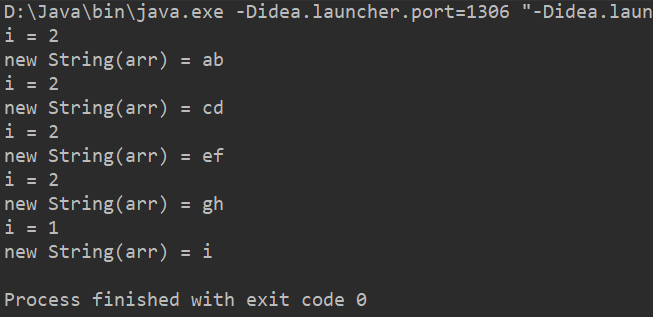 D:\Java\bin\java.exe -Didea.launcher.port=1306 "-Didea.laun
i = 2
new String(arr) = ab
i = 2
new String(arr) = cd
i = 2
new String(arr) = ef
i = 2
new String(arr) = gh
i = 1
new String(arr) = i
Process finished with exit code 0